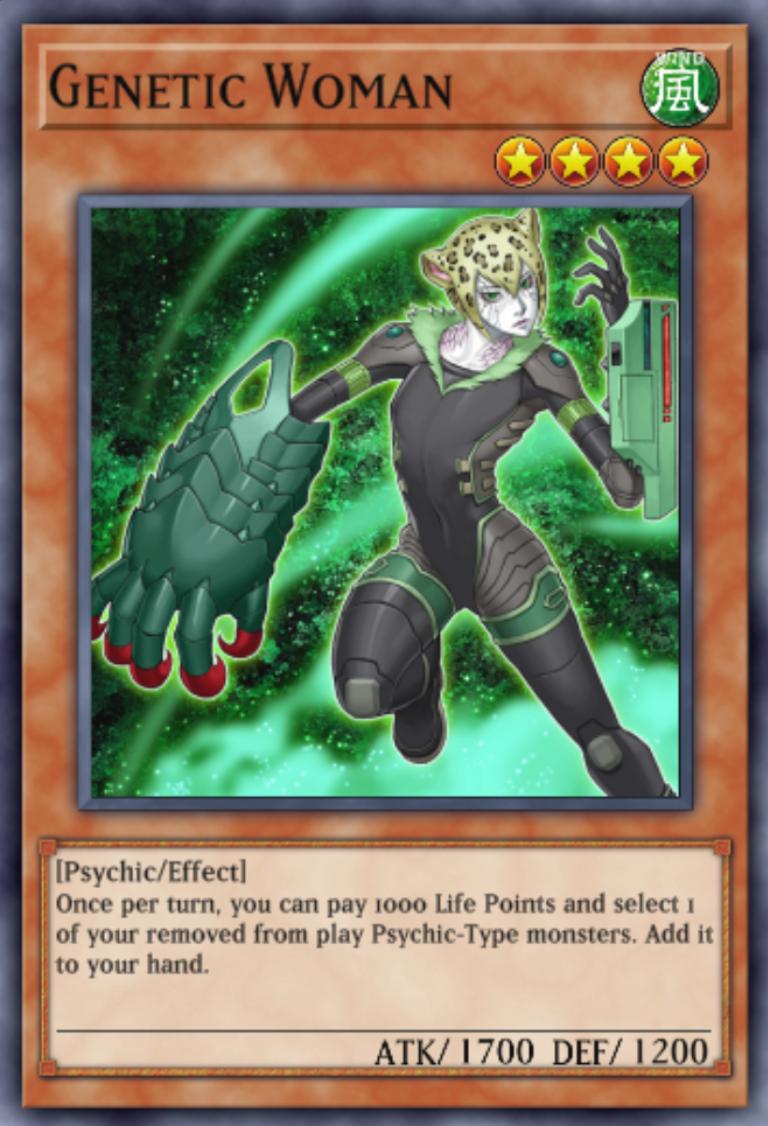 Genetic Woman
WIND
風
[Psychic/Effect]
Once per turn, you can pay 1000 Life Points and select 1
of your removed from play Psychic-Type monsters. Add it
to your hand.
ATK/ 1700 DEF/ 1200